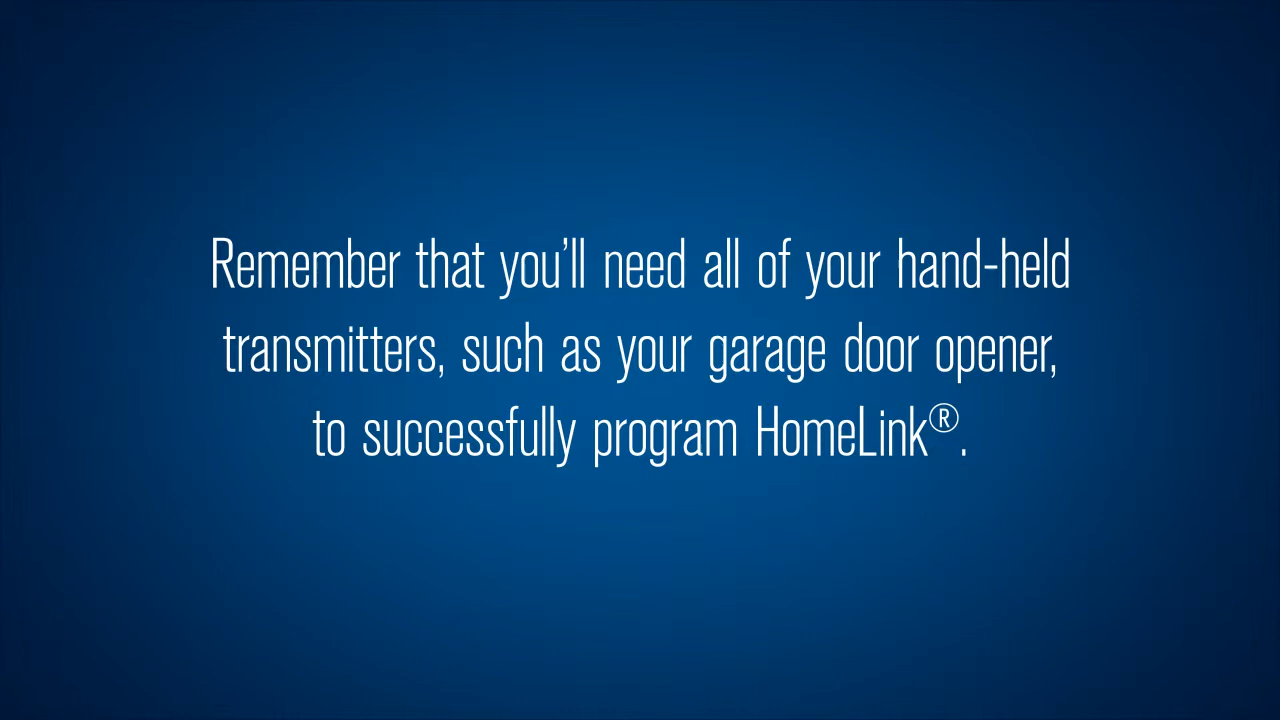 Remember that you’ll need all of your hand-held
transmitters, such as your garage door opener,
to successfully program HomeLink®.